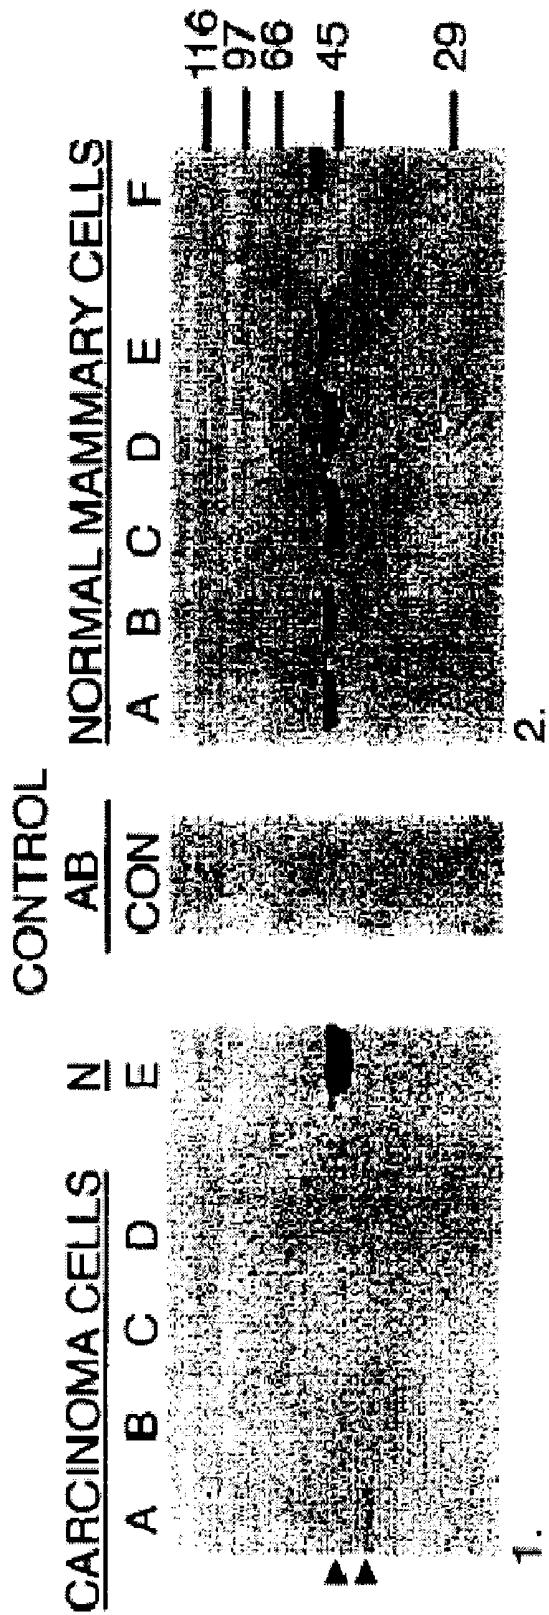 CARCINOMA CELLS
N
CONTROL
AB
NORMAL MAMMARY CELLS
A B C D E
CON
A B C D E F
116
97
66
45
29
1.
2.